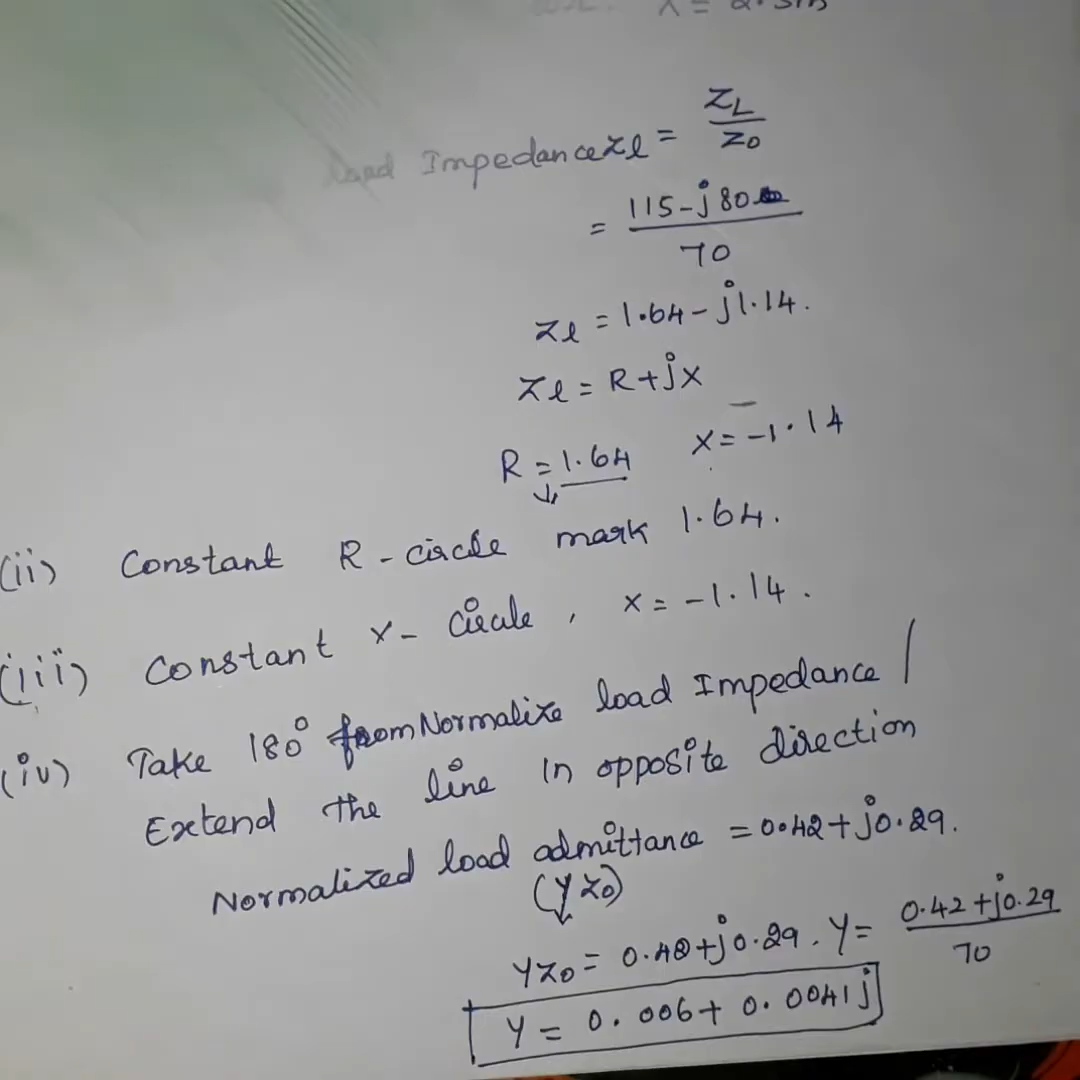 x = 2. sin
Load Impedance zl = ZL/Z0
= 115-j80/70
zl = 1.64-j1.14.
zl = R+jx
R = 1.64 x = -1.14
(ii) Constant R-circle mark 1.64.
(iii) Constant x-circle, x = -1.14.
(iv) Take 180° from Normalize load Impedance/
Extend the line in opposite direction
Normalized load admittance = 0.42+j0.29.
(Yz0)
Yz0 = 0.42+j0.29. Y = 0.42+j0.29/70
Y = 0.006+0.0041j